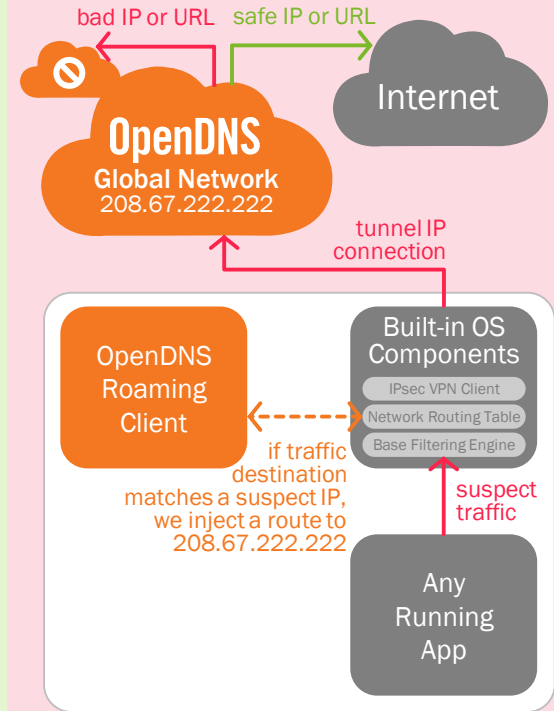 bad IP or URL
safe IP or URL
Internet
OpenDNS
Global Network
208.67.222.222
tunnel IP
connection
OpenDNS
Roaming
Client
Built-in OS
Components
IPsec VPN Client
Network Routing Table
Base Filtering Engine
if traffic
destination
matches a suspect IP,
we inject a route to
208.67.222.222
suspect
traffic
Any
Running
App